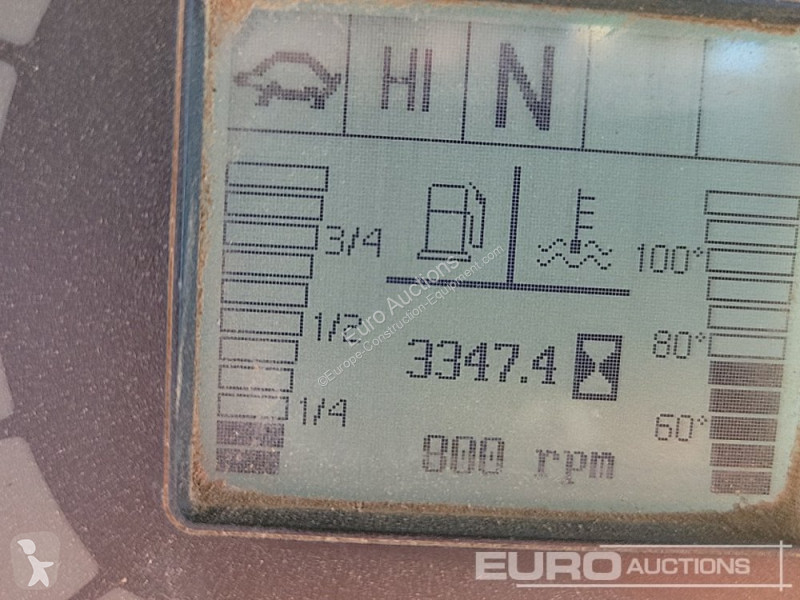 HI N
3/4
100°
1/2
80°
3347.4
1/4
60°
800 rpm
Euro Auctions
©Europe-Construction-Equipment.com
EURO AUCTIONS